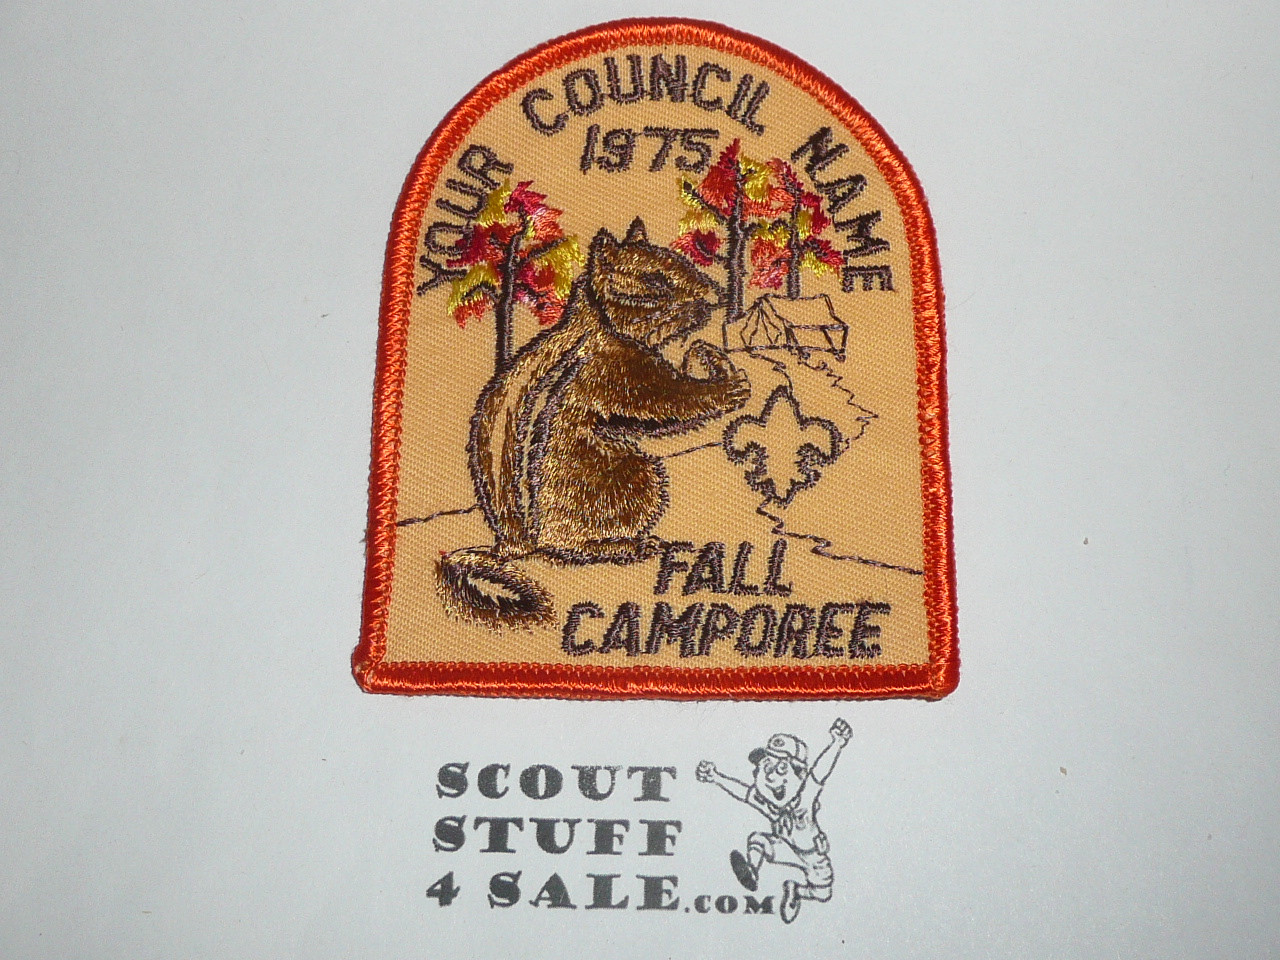 YOUR COUNCIL NAME
1975
FALL
CAMPOREE
SCOUT
STUFF
4 SALE.COM